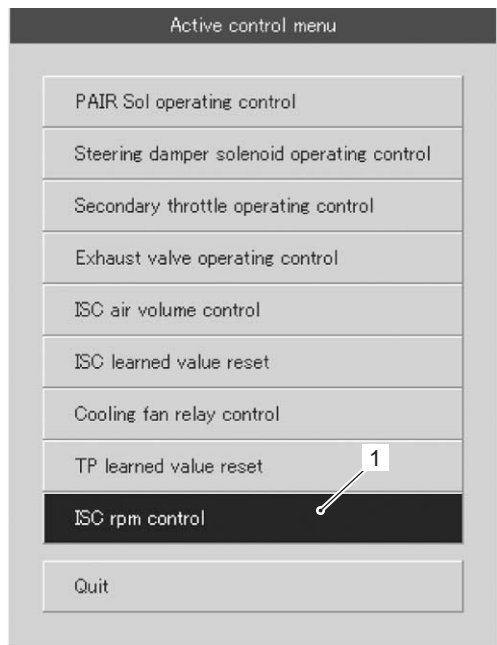 Active control menu
PAIR Sol operating control
Steering damper solenoid operating control
Secondary throttle operating control
Exhaust valve operating control
ISC air volume control
ISC learned value reset
Cooling fan relay control
TP learned value reset
1
ISC rpm control
Quit